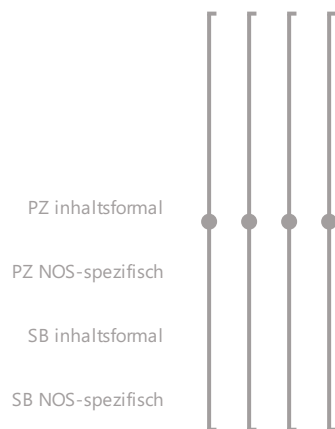 PZ inhaltsformal
PZ NOS-spezifisch
SB inhaltsformal
SB NOS-spezifisch